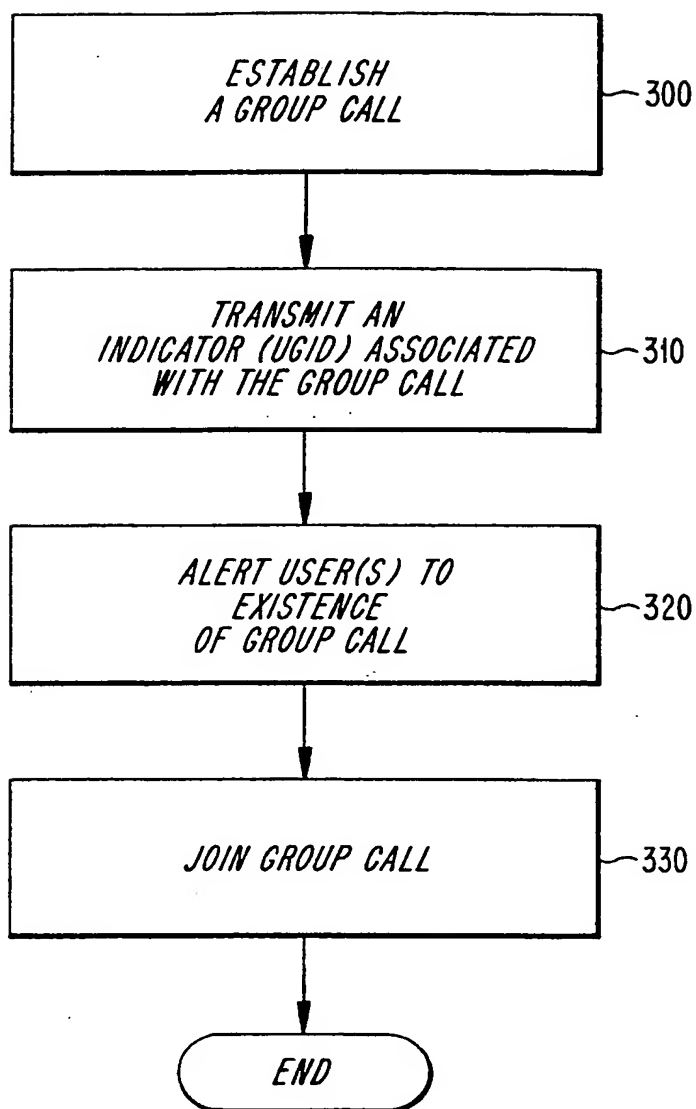 ESTABLISH
A GROUP CALL
300
TRANSMIT AN
INDICATOR (UGID) ASSOCIATED
WITH THE GROUP CALL
310
ALERT USER(S) TO
EXISTENCE
OF GROUP CALL
320
JOIN GROUP CALL
330
END